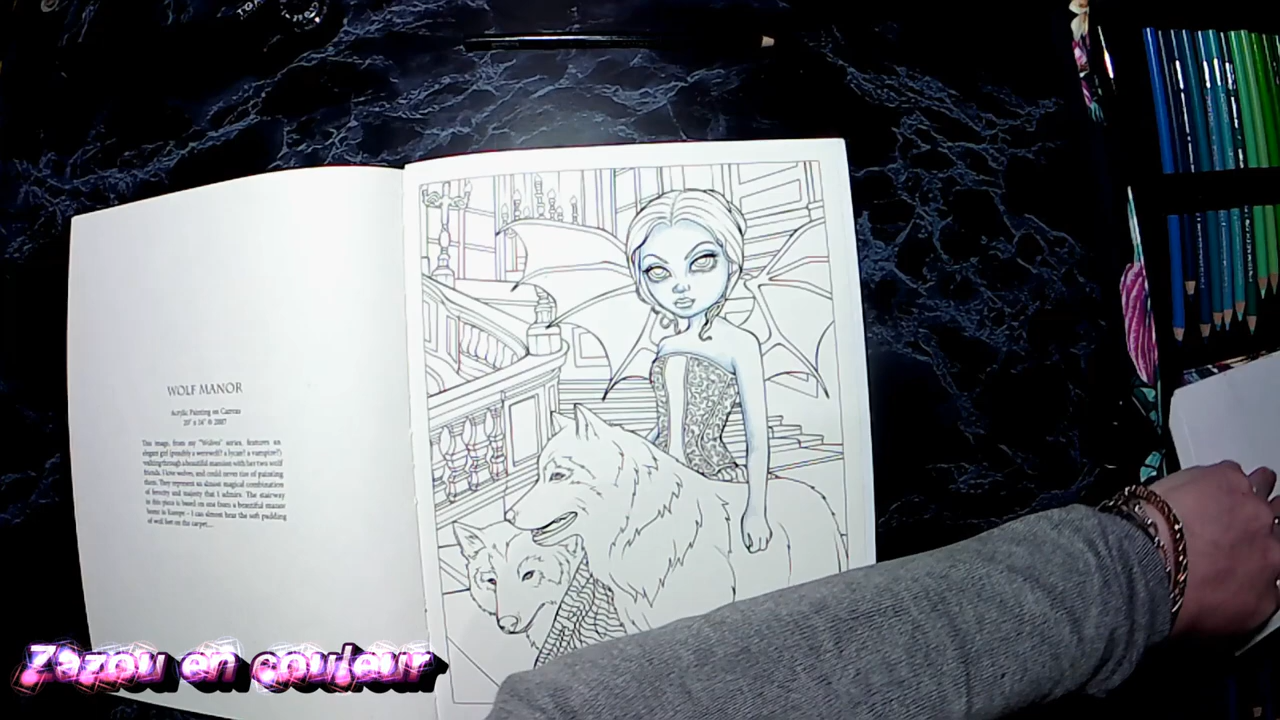 WOLF MANOR
Acrylic Painting on Canvas
20" x 24" © 2007
This image, from my "Wolves" series, features an
elegant girl (possibly a werewolf? a lycan? a vampire?)
walking through a beautiful mansion with her two wolf
friends. I love wolves, and could never tire of painting
them. They represent an almost magical combination
of ferocity and majesty that I admire. The stairway
in this piece is based on one from a beautiful manor
home in Europe – I can almost hear the soft padding
of wolf feet on the carpet...
Zazou en couleur